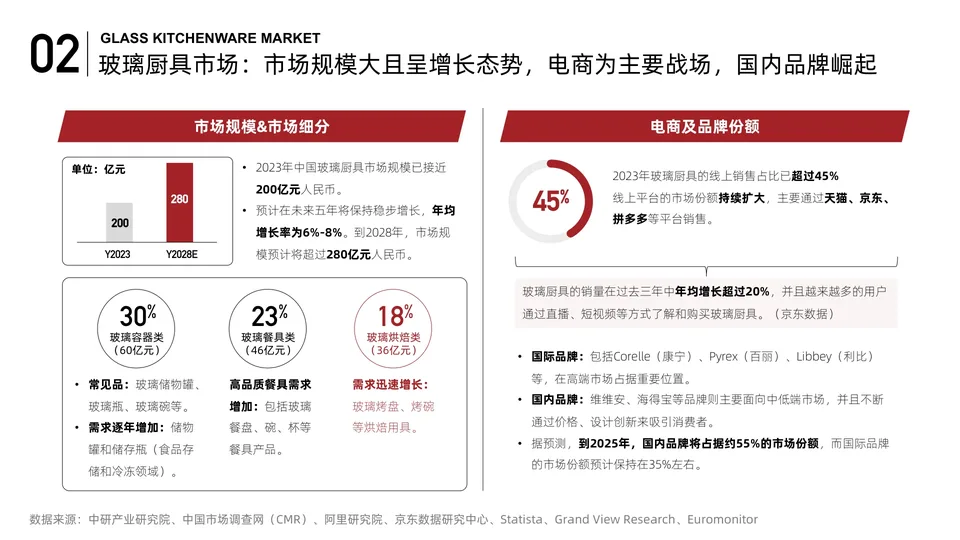 02
GLASS KITCHENWARE MARKET
玻璃厨具市场：市场规模大且呈增长态势，电商为主要战场，国内品牌崛起
市场规模&市场细分
单位：亿元
200
280
Y2023
Y2028E
• 2023年中国玻璃厨具市场规模已接近
200亿元人民币。
• 预计在未来五年将保持稳步增长，年均
增长率为6%-8%。到2028年，市场规
模预计将超过280亿元人民币。
30%
玻璃容器类
（60亿元）
• 常见品：玻璃储物罐、
玻璃瓶、玻璃碗等。
• 需求逐年增加：储物
罐和储存瓶（食品存
储和冷冻领域）。
23%
玻璃餐具类
（46亿元）
高品质餐具需求
增加：包括玻璃
餐盘、碗、杯等
餐具产品。
18%
玻璃烘焙类
（36亿元）
需求迅速增长：
玻璃烤盘、烤碗
等烘焙用具。
电商及品牌份额
45%
2023年玻璃厨具的线上销售占比已超过45%
线上平台的市场份额持续扩大，主要通过天猫、京东、
拼多多等平台销售。
玻璃厨具的销量在过去三年中年均增长超过20%，并且越来越多的用户
通过直播、短视频等方式了解和购买玻璃厨具。（京东数据）
• 国际品牌：包括Corelle（康宁）、Pyrex（百丽）、Libbey（利比）
等，在高端市场占据重要位置。
• 国内品牌：维维安、海得宝等品牌则主要面向中低端市场，并且不断
通过价格、设计创新来吸引消费者。
• 据预测，到2025年，国内品牌将占据约55%的市场份额，而国际品牌
的市场份额预计保持在35%左右。
数据来源：中研产业研究院、中国市场调查网（CMR）、阿里研究院、京东数据研究中心、Statista、Grand View Research、Euromonitor